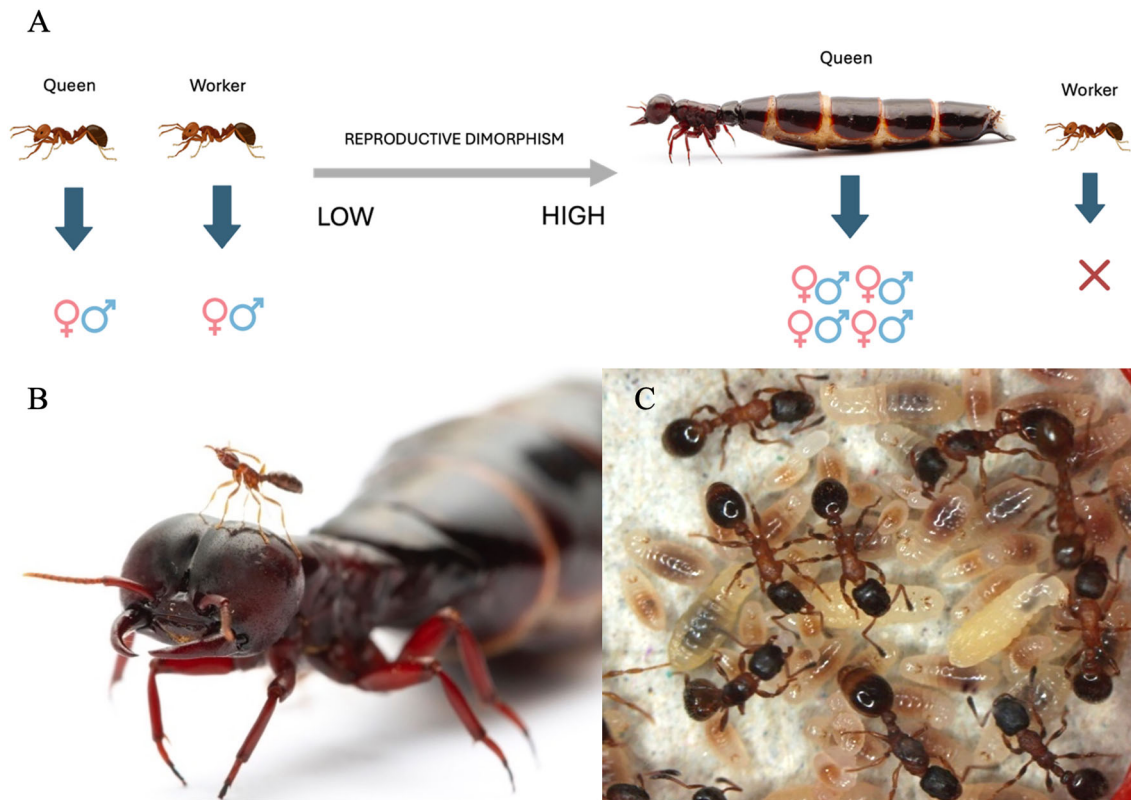 A
Queen
Worker
REPRODUCTIVE DIMORPHISM
LOW
HIGH
Queen
Worker
B
C